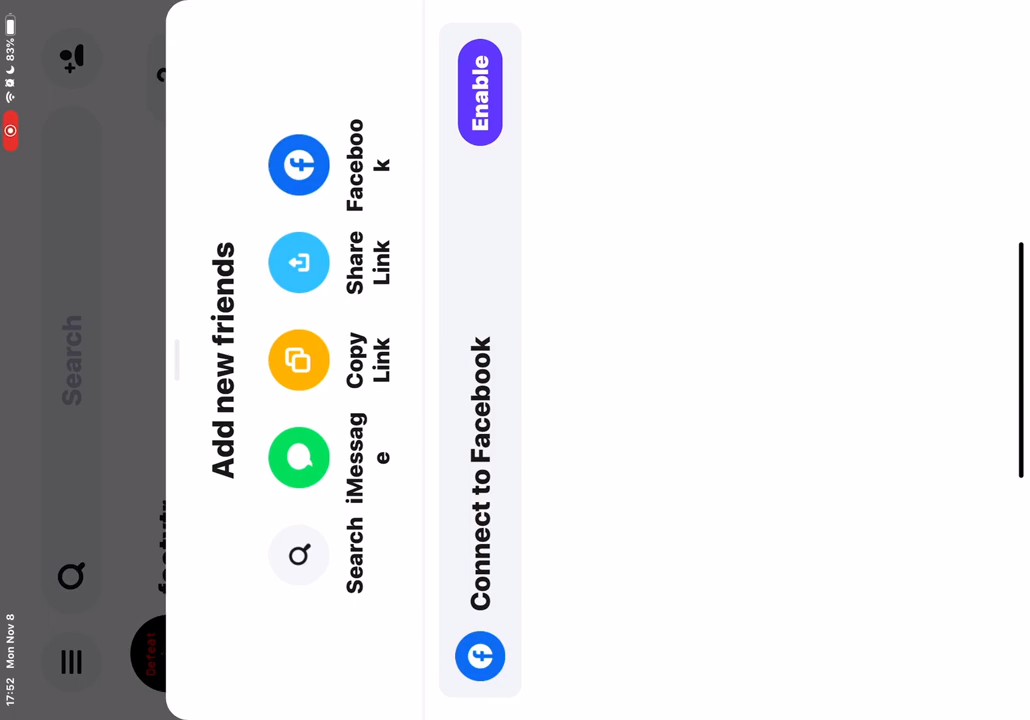 17:52 Mon Nov 8
83%
Search
Add new friends
Search
iMessag
e
Copy
Link
Share
Link
Faceboo
k
Connect to Facebook
Enable